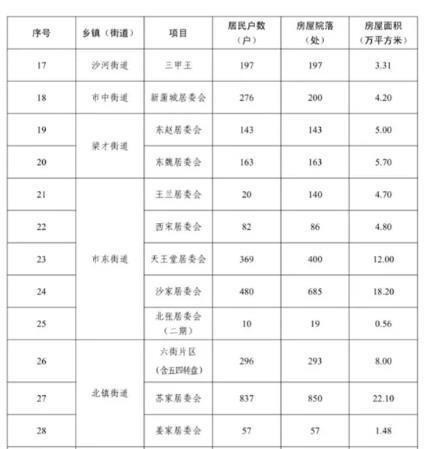 序号 乡镇（街道） 项目 居民户数（户） 房屋院落（处） 房屋面积（万平方米）
17 沙河街道 三甲王 197 197 3.31
18 市中街道 新蒲城居委会 276 200 4.20
19 梁才街道 东赵居委会 143 143 5.00
20 东魏居委会 163 163 5.70
21 市东街道 王兰居委会 20 140 4.70
22 西宋居委会 82 86 4.80
23 天王堂居委会 369 400 12.00
24 沙家居委会 480 685 18.20
25 北张居委会（二期） 10 19 0.56
26 北镇街道 六街片区（含五四转盘） 296 293 8.00
27 苏家居委会 837 850 22.10
28 姜家居委会 57 57 1.48